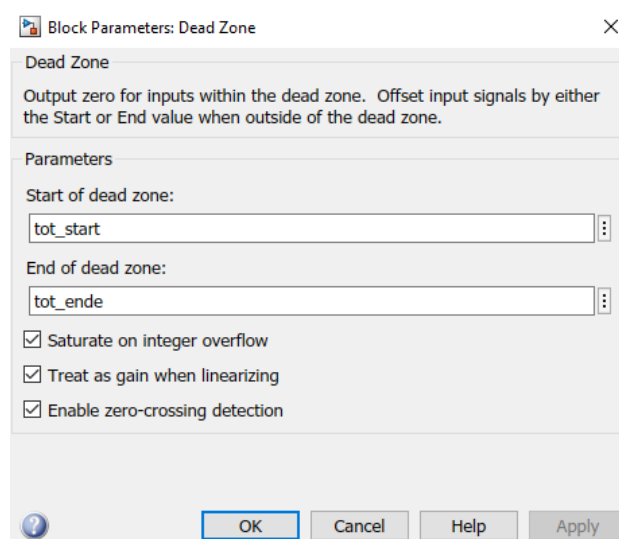 Block Parameters: Dead Zone
Dead Zone
Output zero for inputs within the dead zone.  Offset input signals by either
the Start or End value when outside of the dead zone.
Parameters
Start of dead zone:
tot_start
End of dead zone:
tot_ende
Saturate on integer overflow
Treat as gain when linearizing
Enable zero-crossing detection
OK Cancel Help Apply